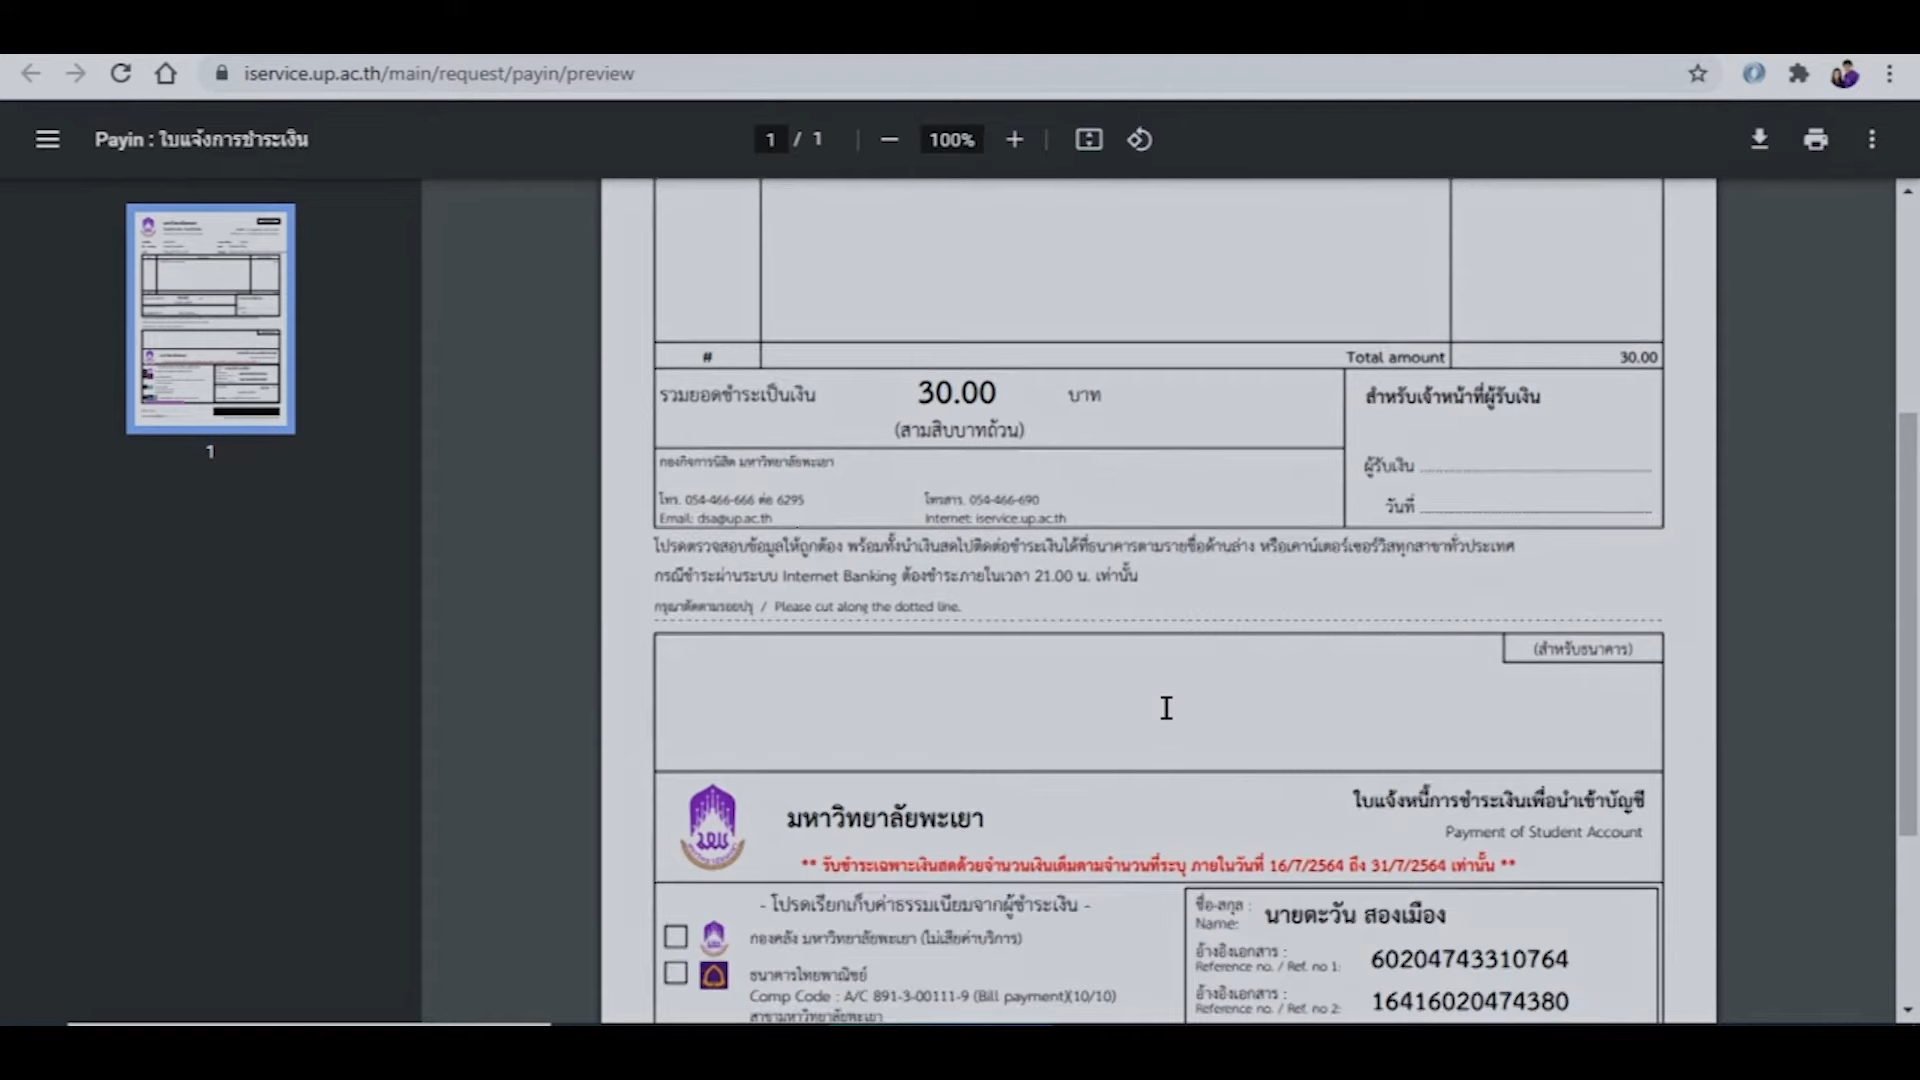 iservice.up.ac.th/main/request/payin/preview
Payin : ใบแจ้งการชำระเงิน
1 / 1
100%
1
# Total amount 30.00
รวมยอดชำระเป็นเงิน 30.00 บาท
(สามสิบบาทถ้วน)
สำหรับเจ้าหน้าที่ผู้รับเงิน
ผู้รับเงิน
วันที่
กองกิจการนิสิต มหาวิทยาลัยพะเยา
โทร. 054-466-666 ต่อ 6295 โทรสาร. 054-466-690
Email: dsa@up.ac.th Internet: iservice.up.ac.th
โปรดตรวจสอบข้อมูลให้ถูกต้อง พร้อมทั้งนำเงินสดไปติดต่อชำระเงินได้ที่ธนาคารตามรายชื่อด้านล่าง หรือเคาน์เตอร์เซอร์วิสทุกสาขาทั่วประเทศ
กรณีชำระผ่านระบบ Internet Banking ต้องชำระภายในเวลา 21.00 น. เท่านั้น
กรุณาตัดตามรอยปรุ / Please cut along the dotted line.
(สำหรับธนาคาร)
มหาวิทยาลัยพะเยา
ใบแจ้งหนี้การชำระเงินเพื่อนำเข้าบัญชี
Payment of Student Account
** รับชำระเฉพาะเงินสดด้วยจำนวนเงินเต็มตามจำนวนที่ระบุ ภายในวันที่ 16/7/2564 ถึง 31/7/2564 เท่านั้น **
- โปรดเรียกเก็บค่าธรรมเนียมจากผู้ชำระเงิน -
กองคลัง มหาวิทยาลัยพะเยา (ไม่เสียค่าบริการ)
ธนาคารไทยพาณิชย์
Comp Code : A/C 891-3-00111-9 (Bill payment)(10/10)
สาขามหาวิทยาลัยพะเยา
ชื่อ-สกุล :
Name: นายตะวัน สองเมือง
อ้างอิงเอกสาร :
Reference no. / Ref. no 1: 60204743310764
อ้างอิงเอกสาร :
Reference no. / Ref. no 2: 16416020474380